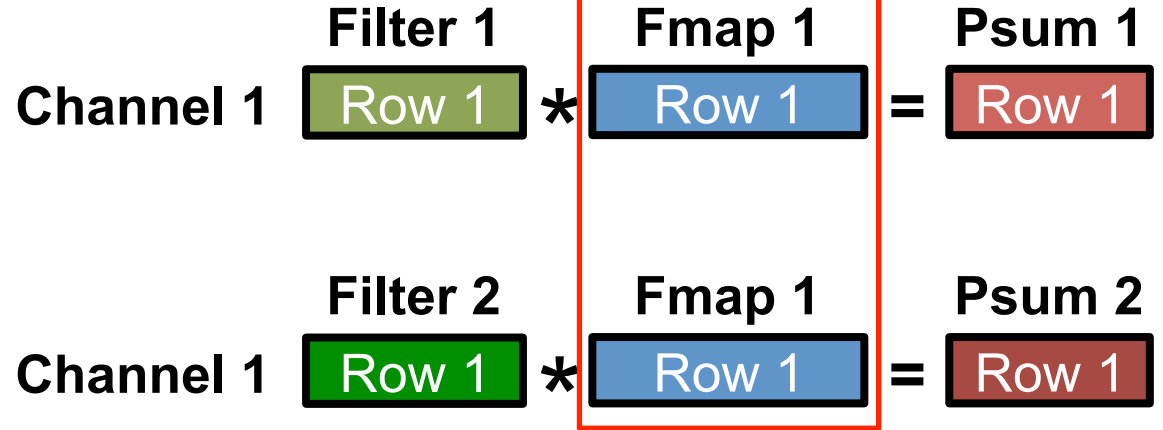 Filter 1 Fmap 1 Psum 1
Channel 1 Row 1 * Row 1 = Row 1
Filter 2 Fmap 1 Psum 2
Channel 1 Row 1 * Row 1 = Row 1